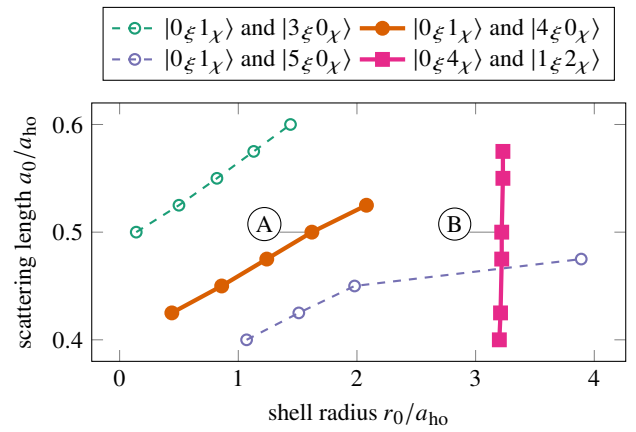 |0ξ1χ⟩ and |3ξ0χ⟩ |0ξ1χ⟩ and |4ξ0χ⟩
|0ξ1χ⟩ and |5ξ0χ⟩ |0ξ4χ⟩ and |1ξ2χ⟩
0.6
0.5
0.4
scattering length a₀/aₕₒ
A
B
0 1 2 3 4
shell radius r₀/aₕₒ